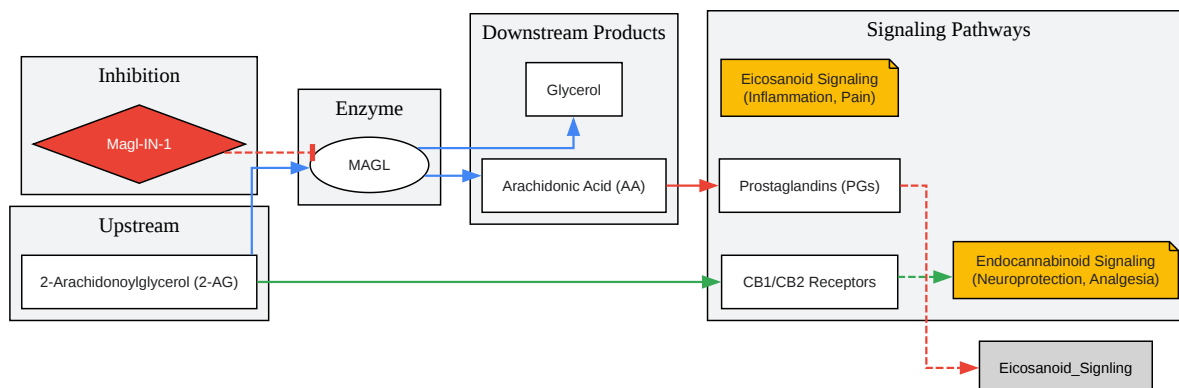 Inhibition
Magl-IN-1
Upstream
2-Arachidonoylglycerol (2-AG)
Enzyme
MAGL
Downstream Products
Glycerol
Arachidonic Acid (AA)
Signaling Pathways
Eicosanoid Signaling
(Inflammation, Pain)
Prostaglandins (PGs)
CB1/CB2 Receptors
Endocannabinoid Signaling
(Neuroprotection, Analgesia)
Eicosanoid_Signling